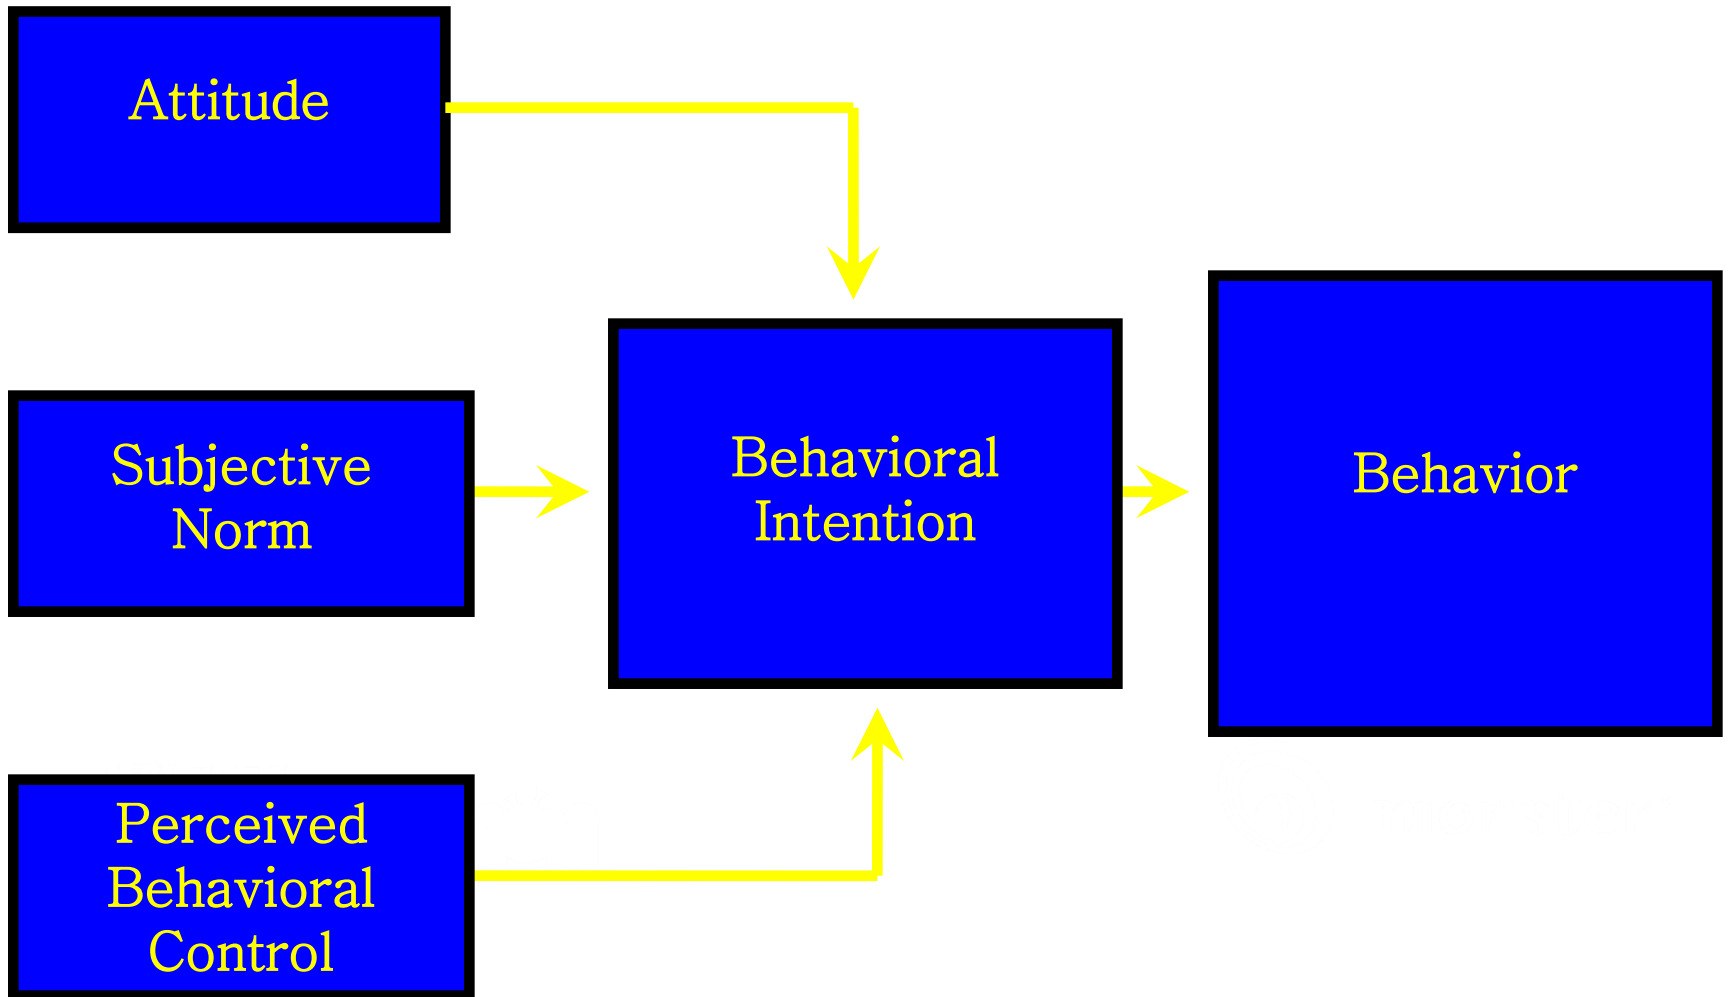 Attitude
Subjective
Norm
Behavioral
Intention
Behavior
Perceived
Behavioral
Control